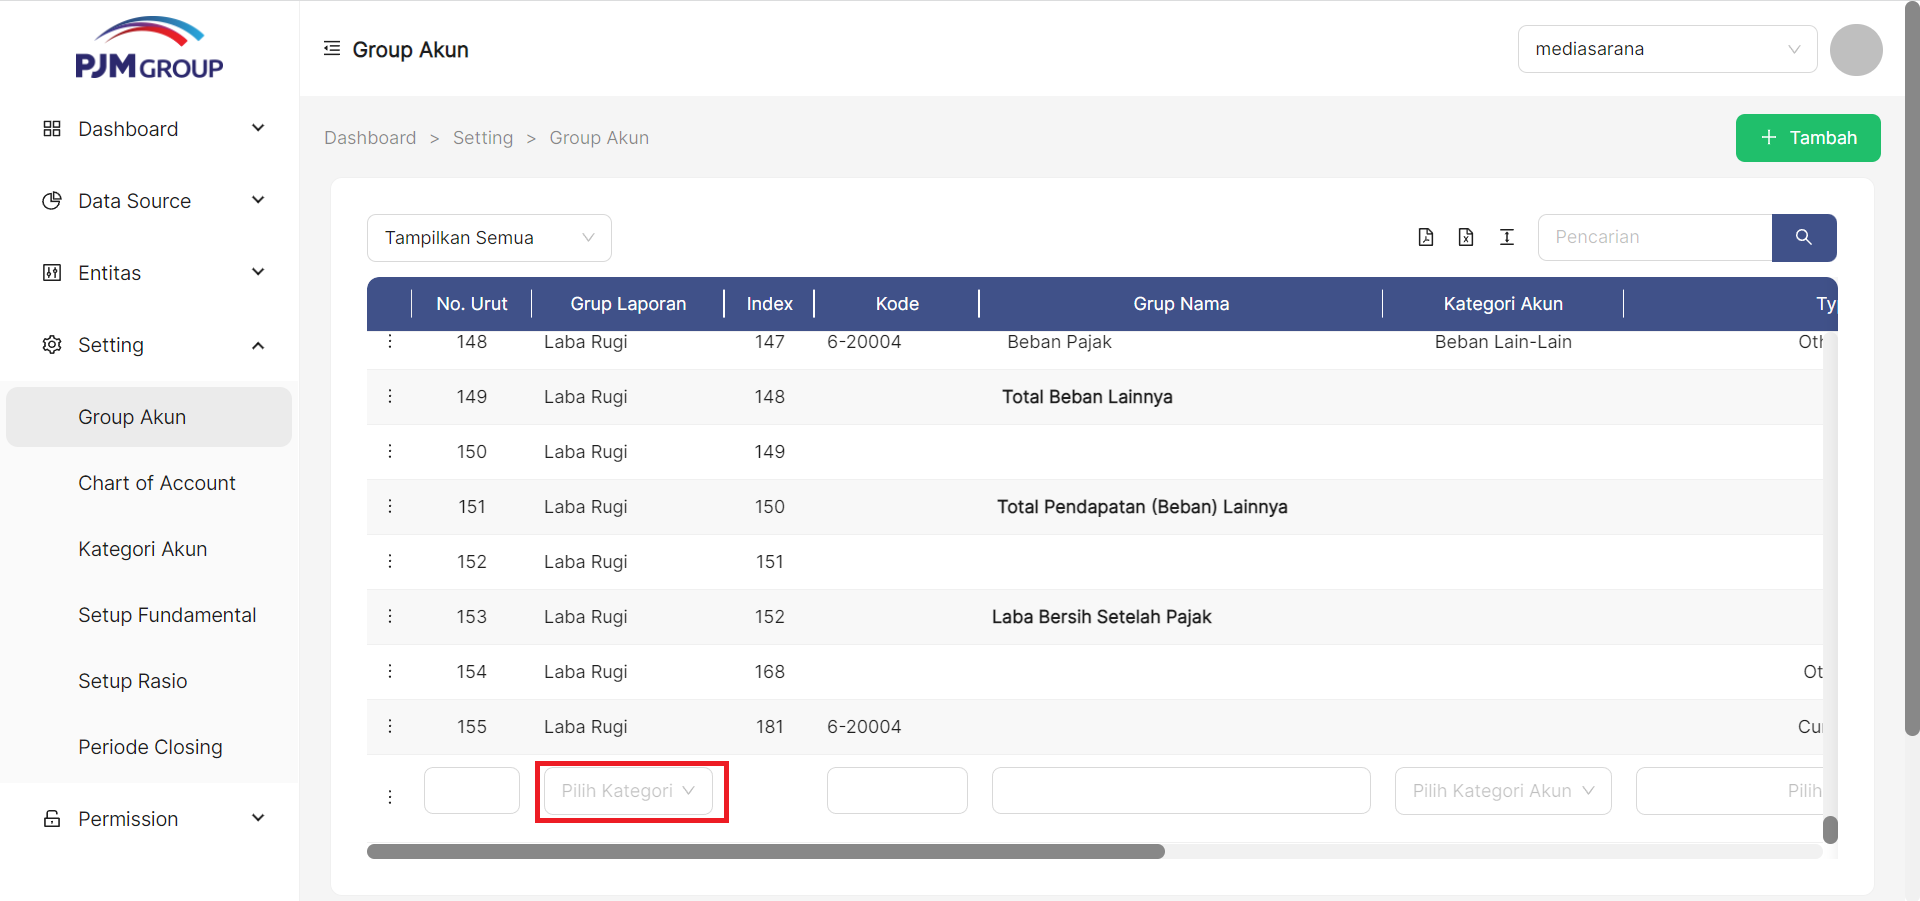 PJM GROUP
Group Akun
mediasarana
Dashboard
Data Source
Entitas
Setting
Group Akun
Chart of Account
Kategori Akun
Setup Fundamental
Setup Rasio
Periode Closing
Permission
Dashboard > Setting > Group Akun
+ Tambah
Tampilkan Semua
Pencarian
No. Urut Grup Laporan Index Kode Grup Nama Kategori Akun Ty
148 Laba Rugi 147 6-20004 Beban Pajak Beban Lain-Lain Oth
149 Laba Rugi 148 Total Beban Lainnya
150 Laba Rugi 149
151 Laba Rugi 150 Total Pendapatan (Beban) Lainnya
152 Laba Rugi 151
153 Laba Rugi 152 Laba Bersih Setelah Pajak
154 Laba Rugi 168 Ot
155 Laba Rugi 181 6-20004 Cu
Pilih Kategori Pilih Kategori Akun Pilih